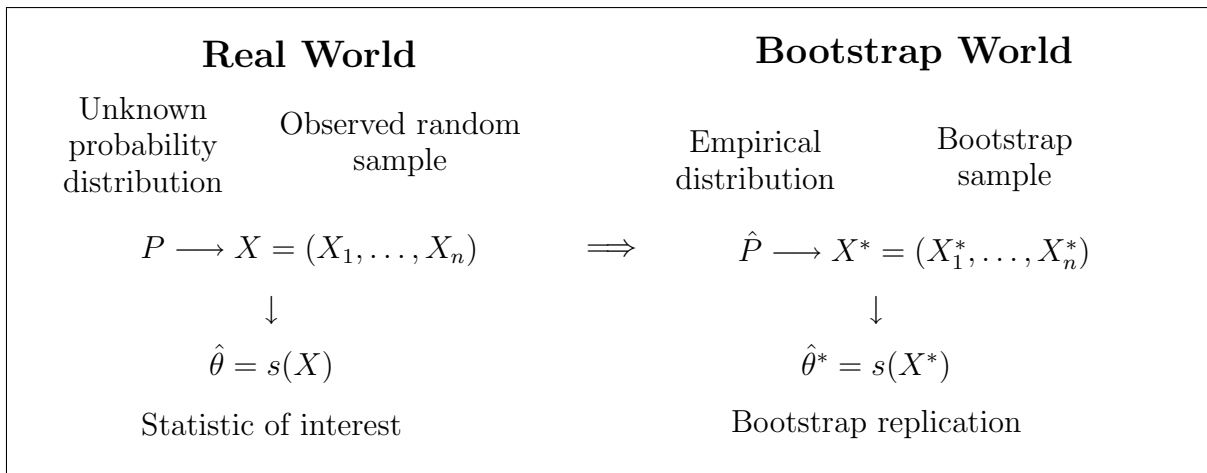 Real World
Unknown
probability
distribution
Observed random
sample
P ⟶ X = (X₁, . . . , Xₙ)
↓
θ̂ = s(X)
Statistic of interest
⟹
Bootstrap World
Empirical
distribution
Bootstrap
sample
P̂ ⟶ X* = (X₁*, . . . , Xₙ*)
↓
θ̂* = s(X*)
Bootstrap replication